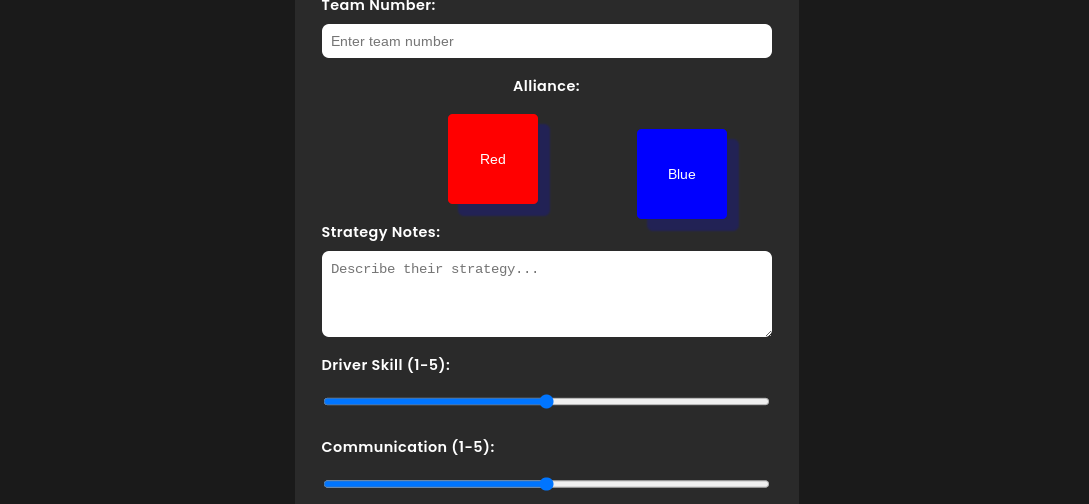 Team Number:
Enter team number
Alliance:
Red
Blue
Strategy Notes:
Describe their strategy...
Driver Skill (1-5):
Communication (1-5):